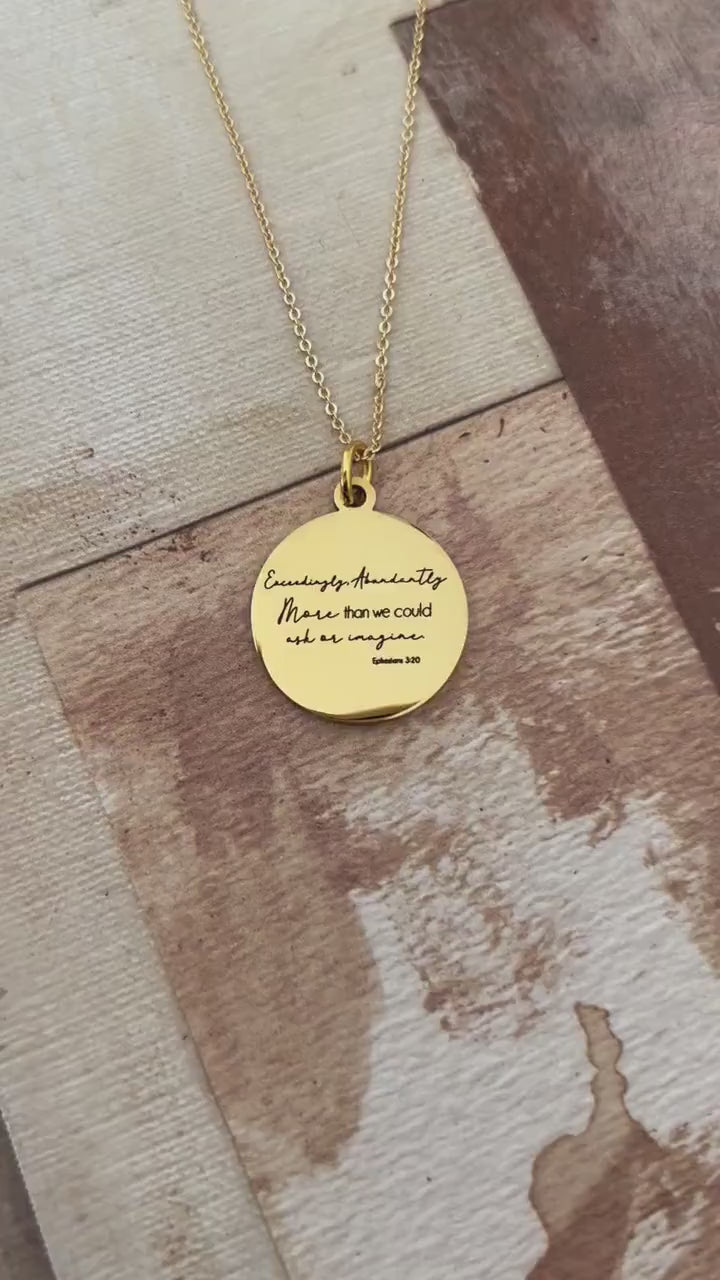 Exceedingly, Abundantly
More than we could
ask or imagine.
Ephesians 3:20